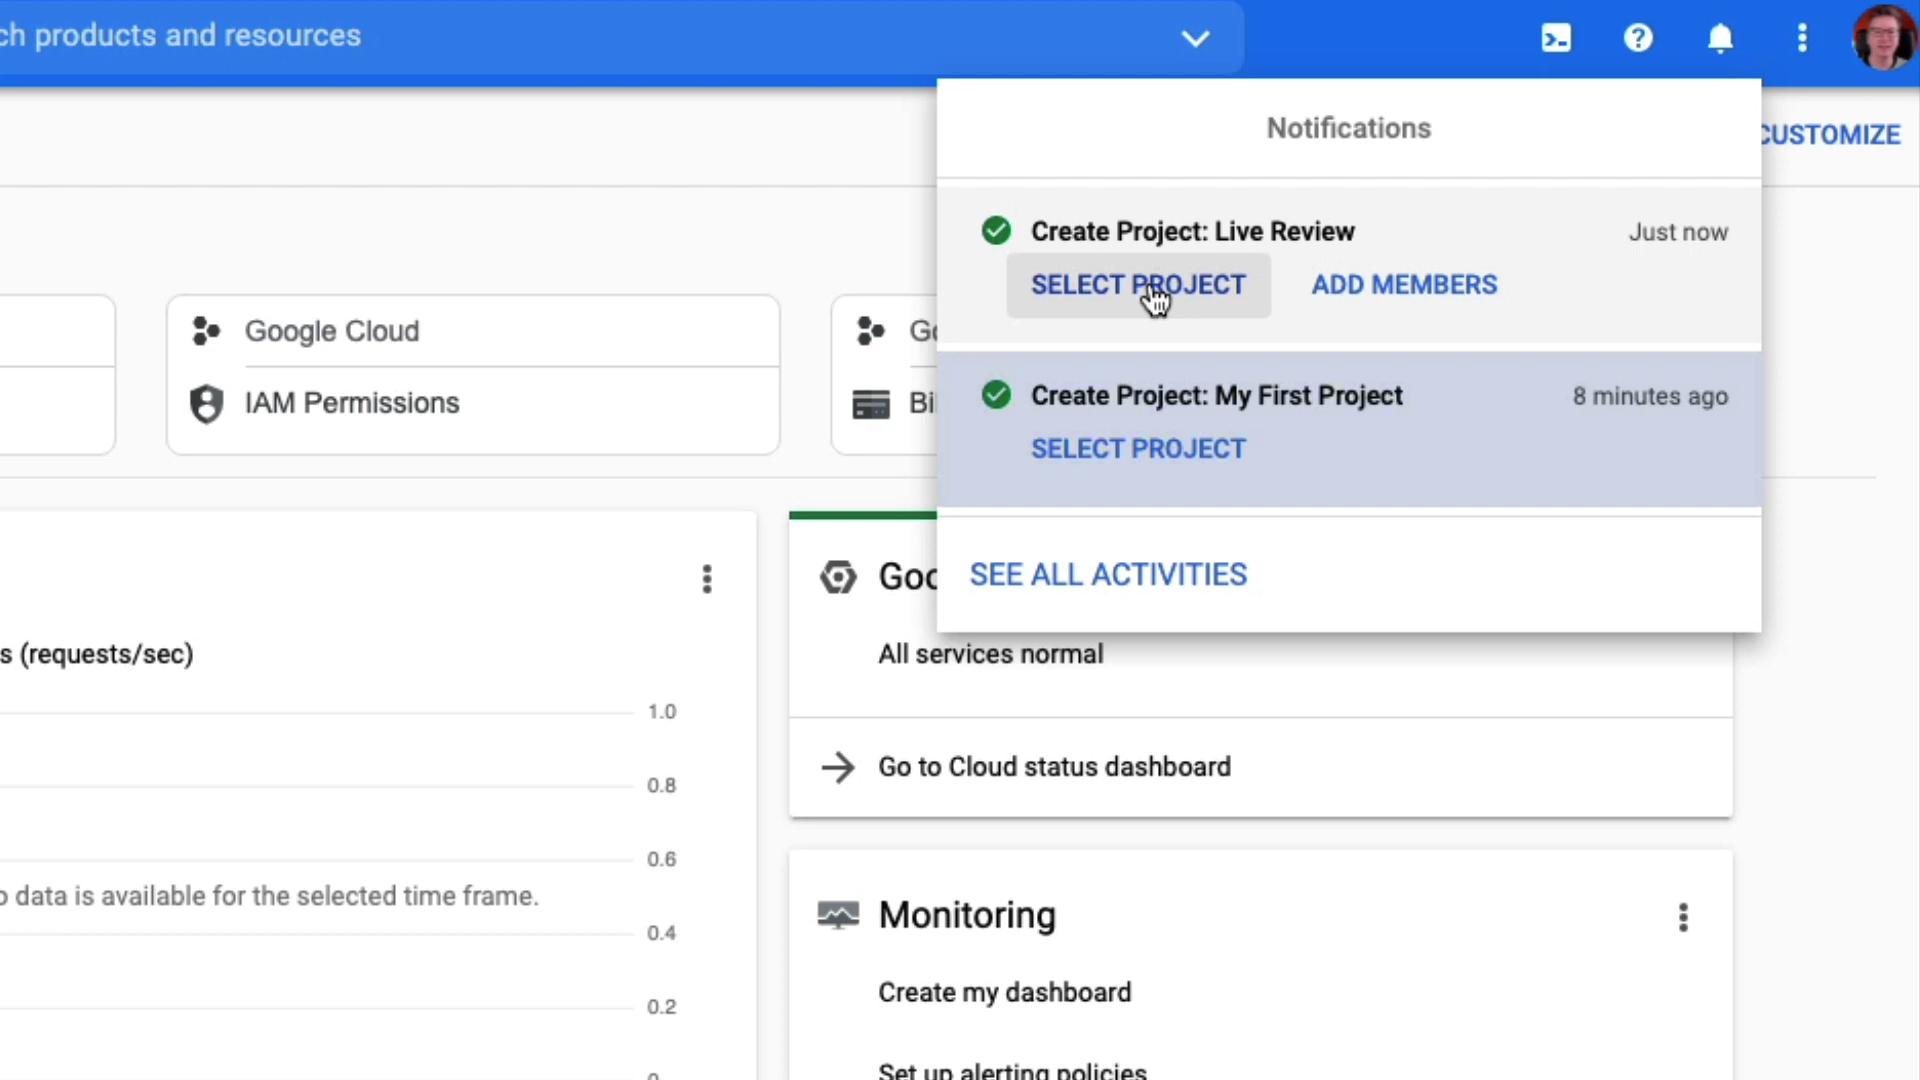 ch products and resources
Notifications
CUSTOMIZE
Create Project: Live Review
Just now
SELECT PROJECT
ADD MEMBERS
Google Cloud
IAM Permissions
Create Project: My First Project
8 minutes ago
SELECT PROJECT
SEE ALL ACTIVITIES
s (requests/sec)
All services normal
1.0
Go to Cloud status dashboard
0.8
0.6
data is available for the selected time frame.
Monitoring
0.4
Create my dashboard
0.2
Set up alerting policies